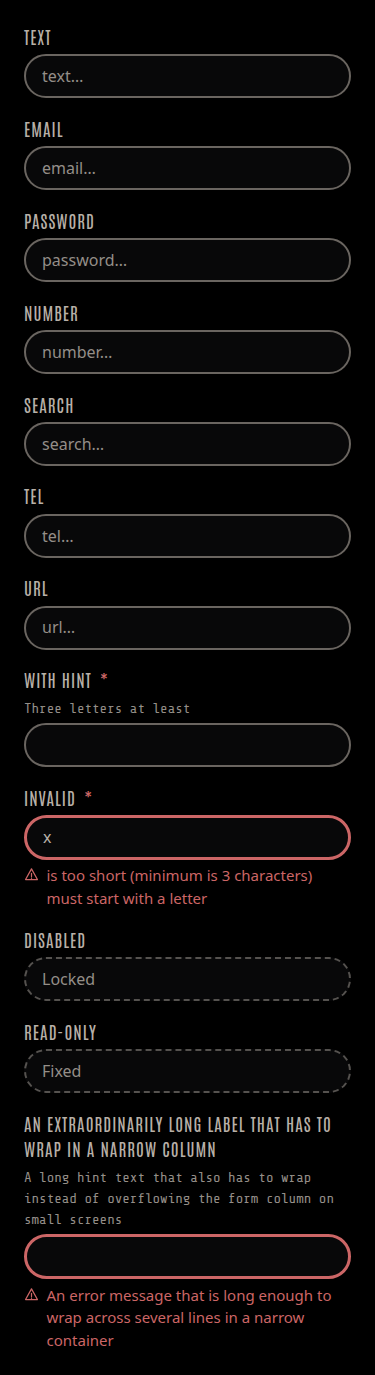 TEXT
text...
EMAIL
email...
PASSWORD
password...
NUMBER
number...
SEARCH
search...
TEL
tel...
URL
url...
WITH HINT *
Three letters at least
INVALID *
x
⚠ is too short (minimum is 3 characters)
must start with a letter
DISABLED
Locked
READ-ONLY
Fixed
AN EXTRAORDINARILY LONG LABEL THAT HAS TO
WRAP IN A NARROW COLUMN
A long hint text that also has to wrap
instead of overflowing the form column on
small screens
⚠ An error message that is long enough to
wrap across several lines in a narrow
container